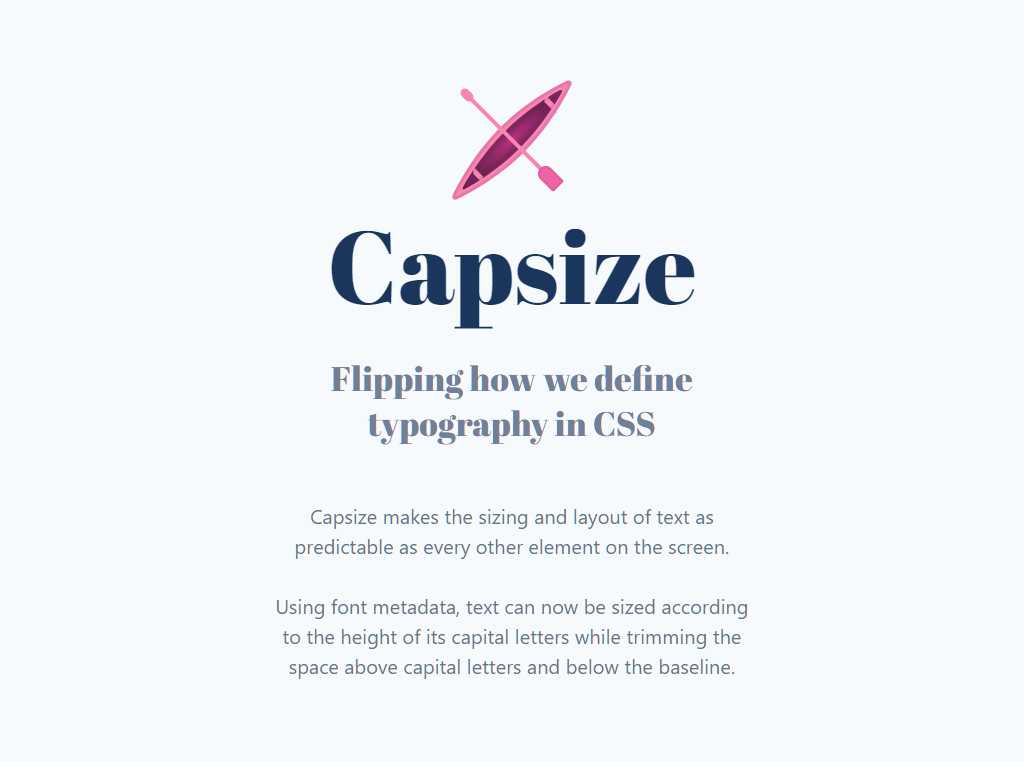 Capsize
Flipping how we define
typography in CSS
Capsize makes the sizing and layout of text as
predictable as every other element on the screen.
Using font metadata, text can now be sized according
to the height of its capital letters while trimming the
space above capital letters and below the baseline.